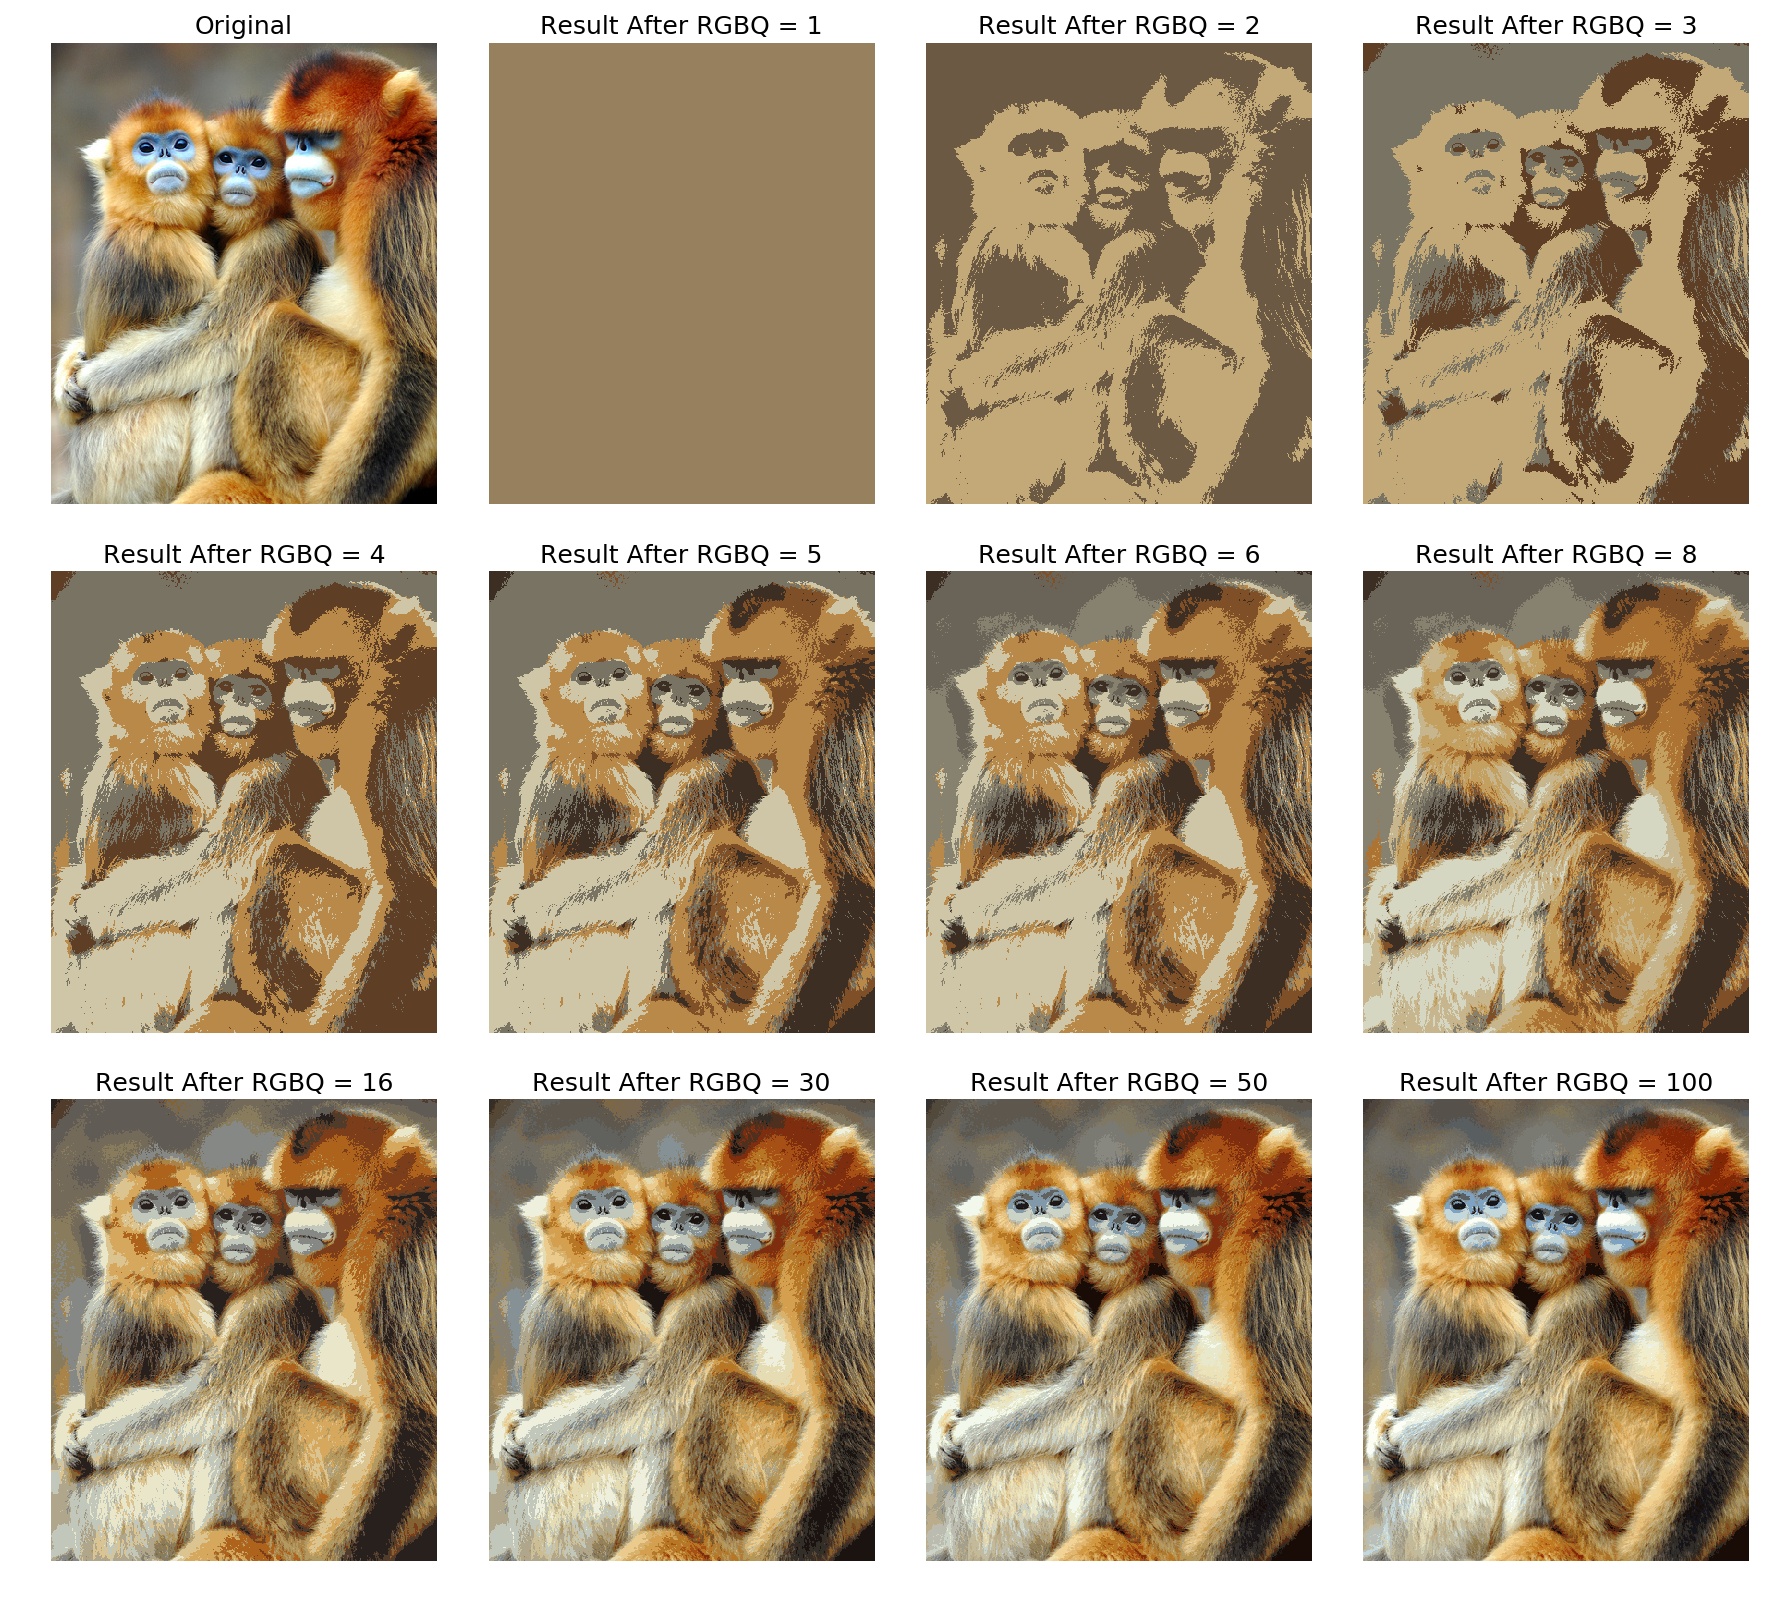 Original
Result After RGBQ = 1
Result After RGBQ = 2
Result After RGBQ = 3
Result After RGBQ = 4
Result After RGBQ = 5
Result After RGBQ = 6
Result After RGBQ = 8
Result After RGBQ = 16
Result After RGBQ = 30
Result After RGBQ = 50
Result After RGBQ = 100